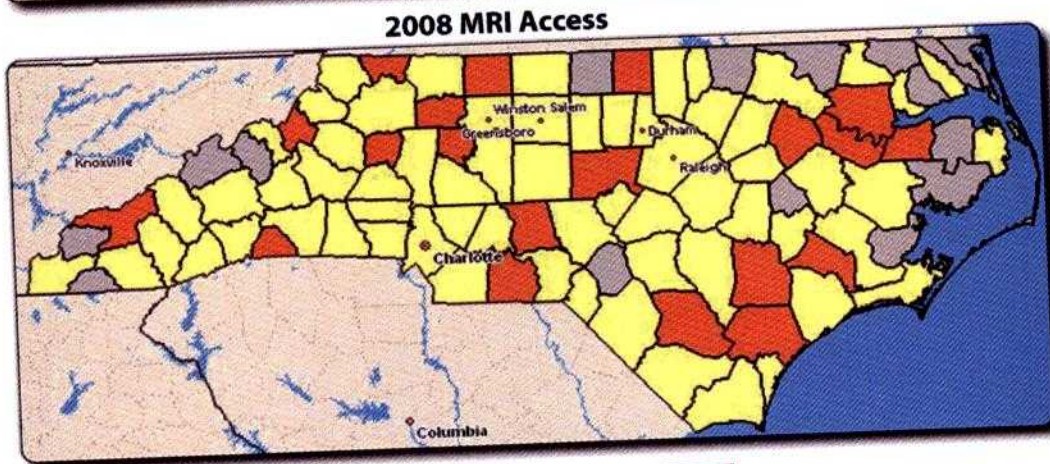 2008 MRI Access
Winston Salem
Greensboro
Durham
Knoxville
Raleigh
Charlotte
Columbia